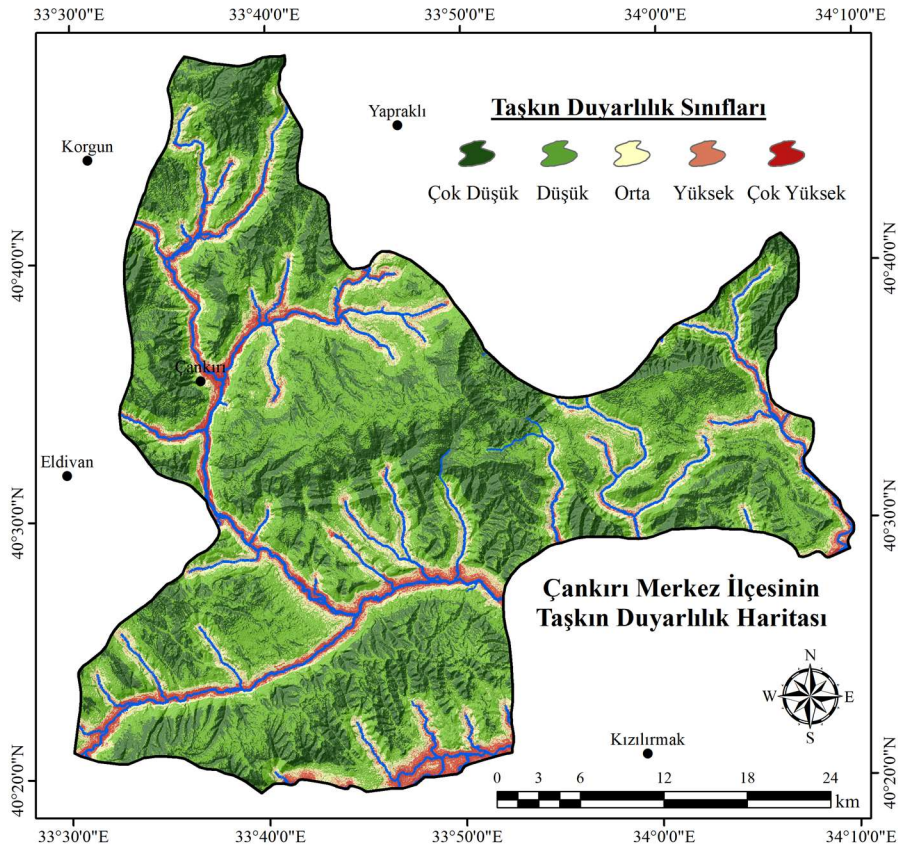 33°30'0"E 33°40'0"E 33°50'0"E 34°0'0"E 34°10'0"E
Taşkın Duyarlılık Sınıfları
Çok Düşük Düşük Orta Yüksek Çok Yüksek
Yapraklı
Korgun
40°40'0"N 40°40'0"N
Çankırı
Eldivan
40°30'0"N 40°30'0"N
Çankırı Merkez İlçesinin
Taşkın Duyarlılık Haritası
N
W E
S
Kızılırmak
40°20'0"N 40°20'0"N
0 3 6 12 18 24
km
33°30'0"E 33°40'0"E 33°50'0"E 34°0'0"E 34°10'0"E